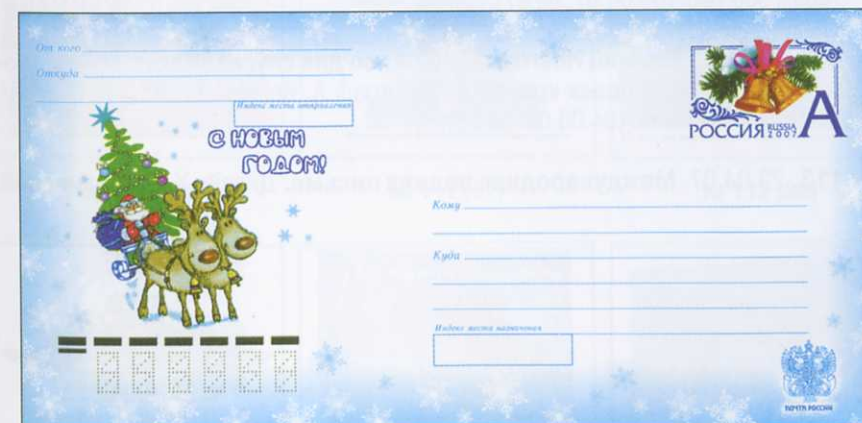 От кого
Откуда
Индекс места отправления
С НОВЫМ
ГОДОМ!
РОССИЯ RUSSIA 2007 А
Кому
Куда
Индекс места назначения
ПОЧТА РОССИИ